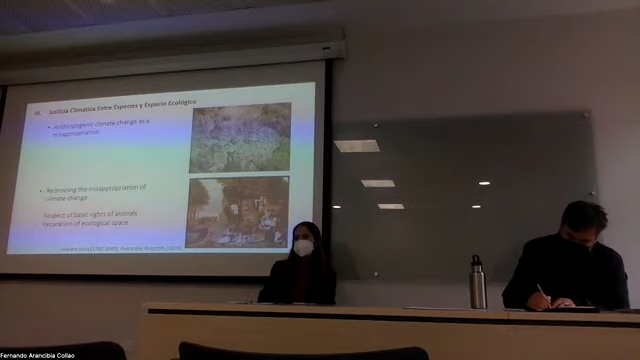 III. Justicia Climática Entre Especies y Espacio Ecológico
• Anthropogenic climate change as a
misappropriation
• Redressing the misappropriation of
climate change
Respect of basic rights of animals
Reparation of ecological space
Fernando Arancibia Collao